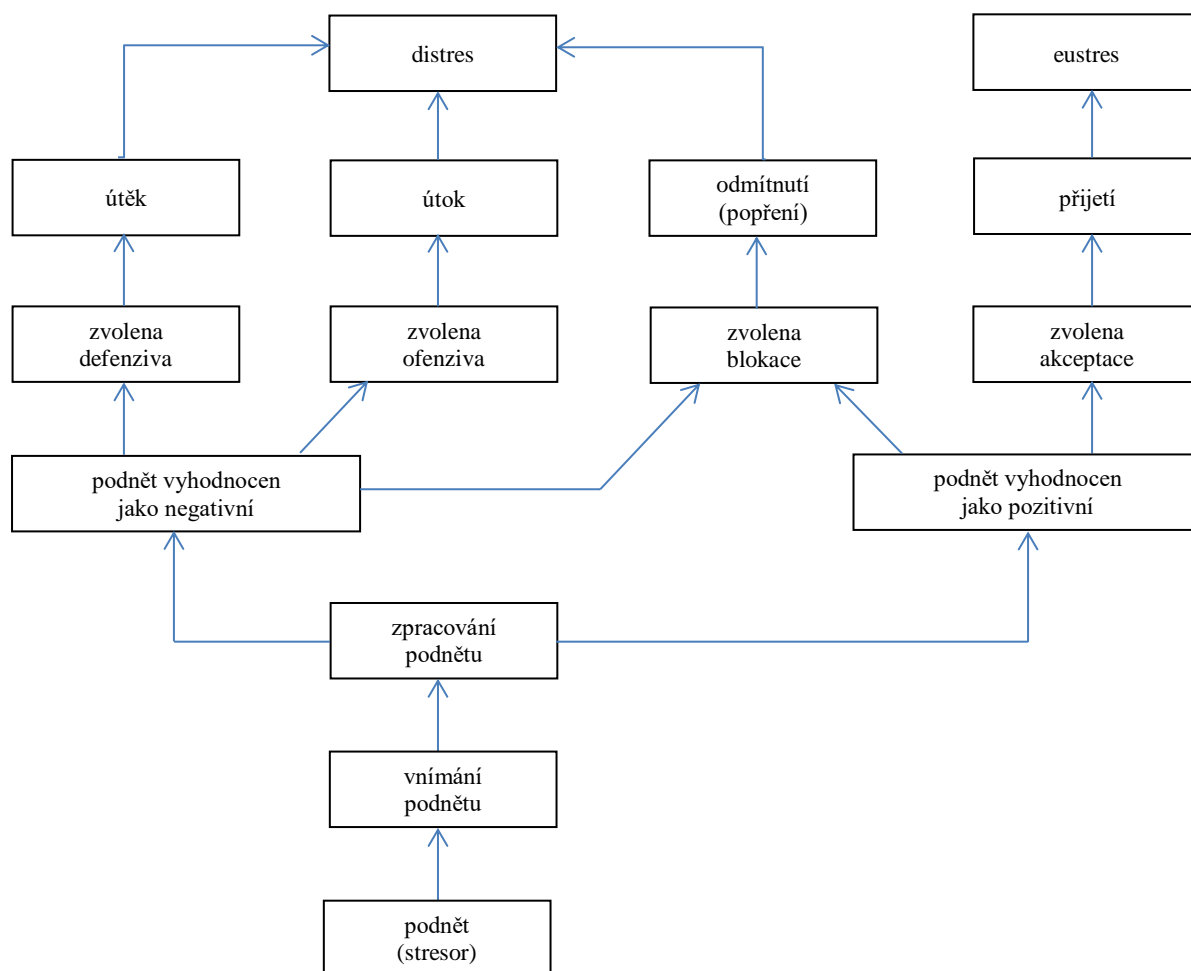 distres
eustres
útěk
útok
odmítnutí
(popření)
přijetí
zvolena
defenziva
zvolena
ofenziva
zvolena
blokace
zvolena
akceptace
podnět vyhodnocen
jako negativní
podnět vyhodnocen
jako pozitivní
zpracování
podnětu
vnímání
podnětu
podnět
(stresor)